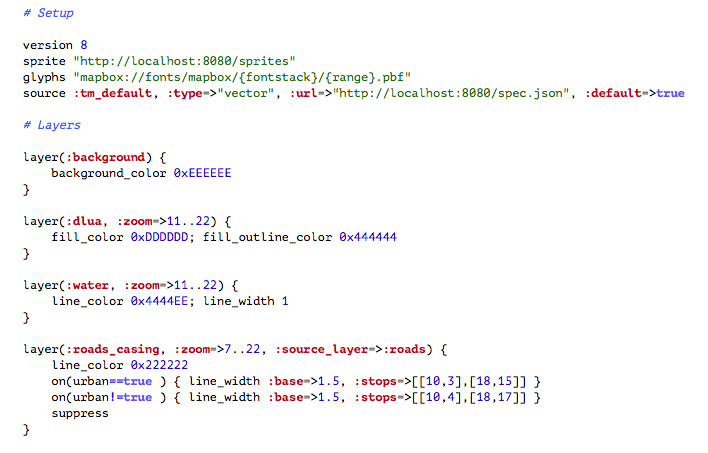 # Setup
version 8
sprite "http://localhost:8080/sprites"
glyphs "mapbox://fonts/mapbox/{fontstack}/{range}.pbf"
source :tm_default, :type=>"vector", :url=>"http://localhost:8080/spec.json", :default=>true
# Layers
layer(:background) {
    background_color 0xEEEEEE
}
layer(:dlua, :zoom=>11..22) {
    fill_color 0xDDDDDD; fill_outline_color 0x444444
}
layer(:water, :zoom=>11..22) {
    line_color 0x4444EE; line_width 1
}
layer(:roads_casing, :zoom=>7..22, :source_layer=>:roads) {
    line_color 0x222222
    on(urban==true ) { line_width :base=>1.5, :stops=>[[10,3],[18,15]] }
    on(urban!=true ) { line_width :base=>1.5, :stops=>[[10,4],[18,17]] }
    suppress
}